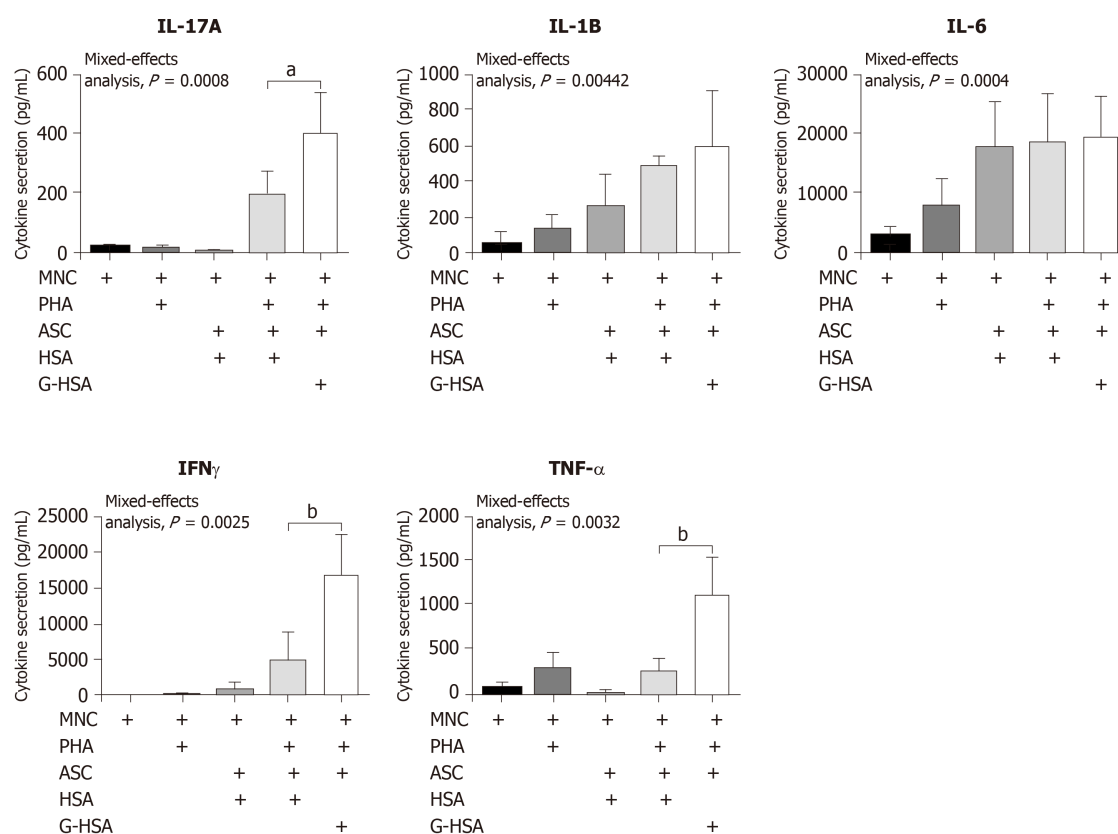 IL-17A
Mixed-effects
analysis, P = 0.0008
a
Cytokine secretion (pg/mL)
600
400
200
0
MNC + + + + +
PHA + + +
ASC + + +
HSA + +
G-HSA +
IL-1B
Mixed-effects
analysis, P = 0.00442
Cytokine secretion (pg/mL)
1000
800
600
400
200
0
MNC + + + + +
PHA + + +
ASC + + +
HSA + +
G-HSA +
IL-6
Mixed-effects
analysis, P = 0.0004
Cytokine secretion (pg/mL)
30000
20000
10000
0
MNC + + + + +
PHA + + +
ASC + + +
HSA + +
G-HSA +
IFNγ
Mixed-effects
analysis, P = 0.0025
b
Cytokine secretion (pg/mL)
25000
20000
15000
10000
5000
0
MNC + + + + +
PHA + + +
ASC + + +
HSA + +
G-HSA +
TNF-α
Mixed-effects
analysis, P = 0.0032
b
Cytokine secretion (pg/mL)
2000
1500
1000
500
0
MNC + + + + +
PHA + + +
ASC + + +
HSA + +
G-HSA +